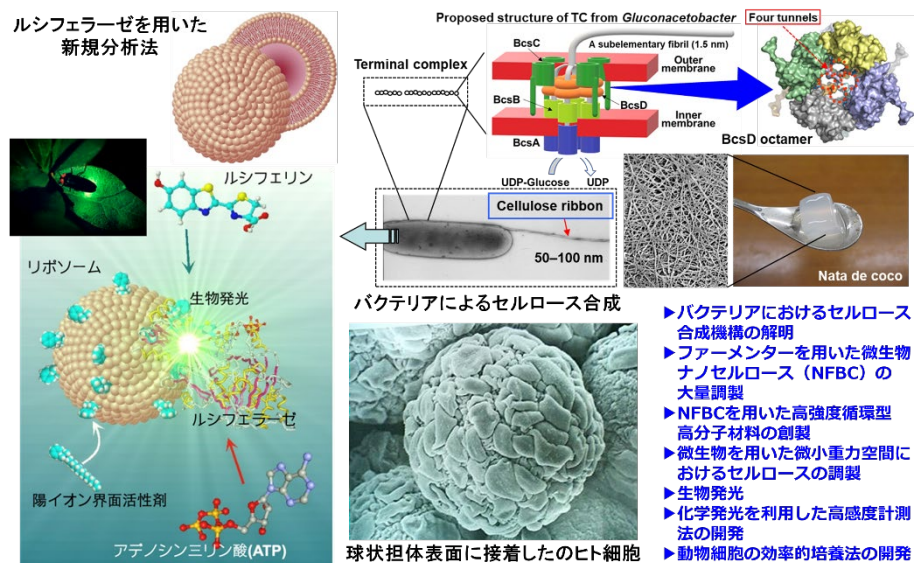 ルシフェラーゼを用いた
新規分析法
ルシフェリン
リポソーム
生物発光
ルシフェラーゼ
陽イオン界面活性剤
アデノシン三リン酸(ATP)
Proposed structure of TC from Gluconacetobacter
Terminal complex
BcsC
A subelementary fibril (1.5 nm)
Outer
membrane
BcsB
BcsD
Inner
membrane
BcsA
UDP-Glucose
UDP
Four tunnels
BcsD octamer
Cellulose ribbon
50–100 nm
Nata de coco
バクテリアによるセルロース合成
球状担体表面に接着したのヒト細胞
▶バクテリアにおけるセルロース
合成機構の解明
▶ファーメンターを用いた微生物
ナノセルロース（NFBC）の
大量調製
▶NFBCを用いた高強度循環型
高分子材料の創製
▶微生物を用いた微小重力空間に
おけるセルロースの調製
▶生物発光
▶化学発光を利用した高感度計測
法の開発
▶動物細胞の効率的培養法の開発